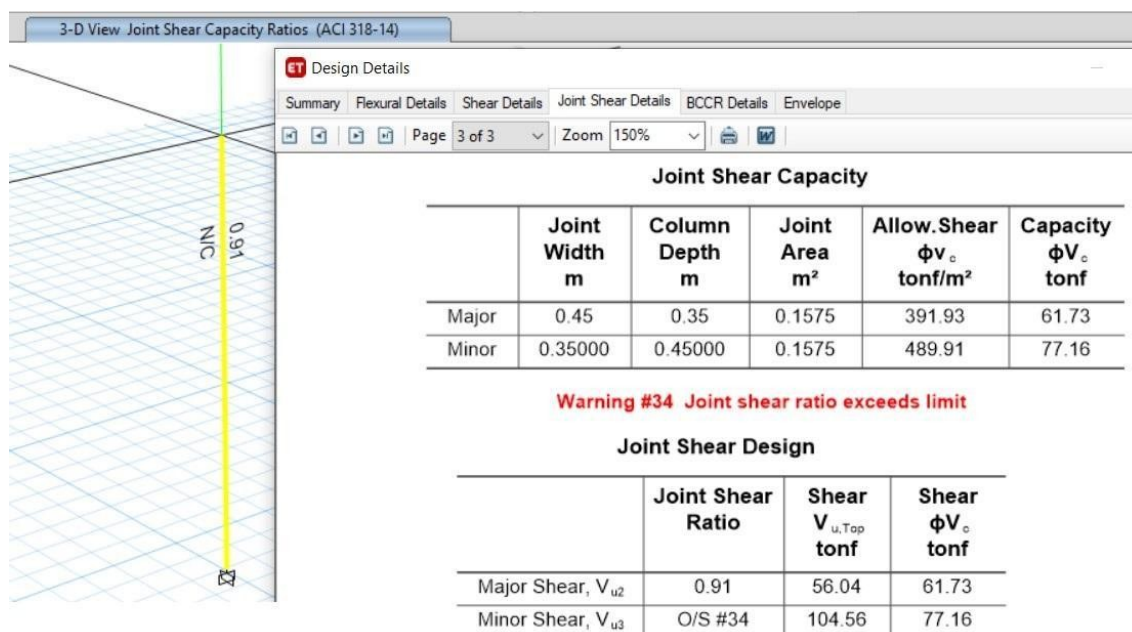 3-D View Joint Shear Capacity Ratios (ACI 318-14)
ET Design Details
Summary Flexural Details Shear Details Joint Shear Details BCCR Details Envelope
Page 3 of 3 Zoom 150%
0.91
N/C
Joint Shear Capacity
Joint Width m Column Depth m Joint Area m² Allow.Shear ϕv c tonf/m² Capacity ϕV c tonf
Major 0.45 0.35 0.1575 391.93 61.73
Minor 0.35000 0.45000 0.1575 489.91 77.16
Warning #34 Joint shear ratio exceeds limit
Joint Shear Design
Joint Shear Ratio Shear V u,Top tonf Shear ϕV c tonf
Major Shear, V u2 0.91 56.04 61.73
Minor Shear, V u3 O/S #34 104.56 77.16